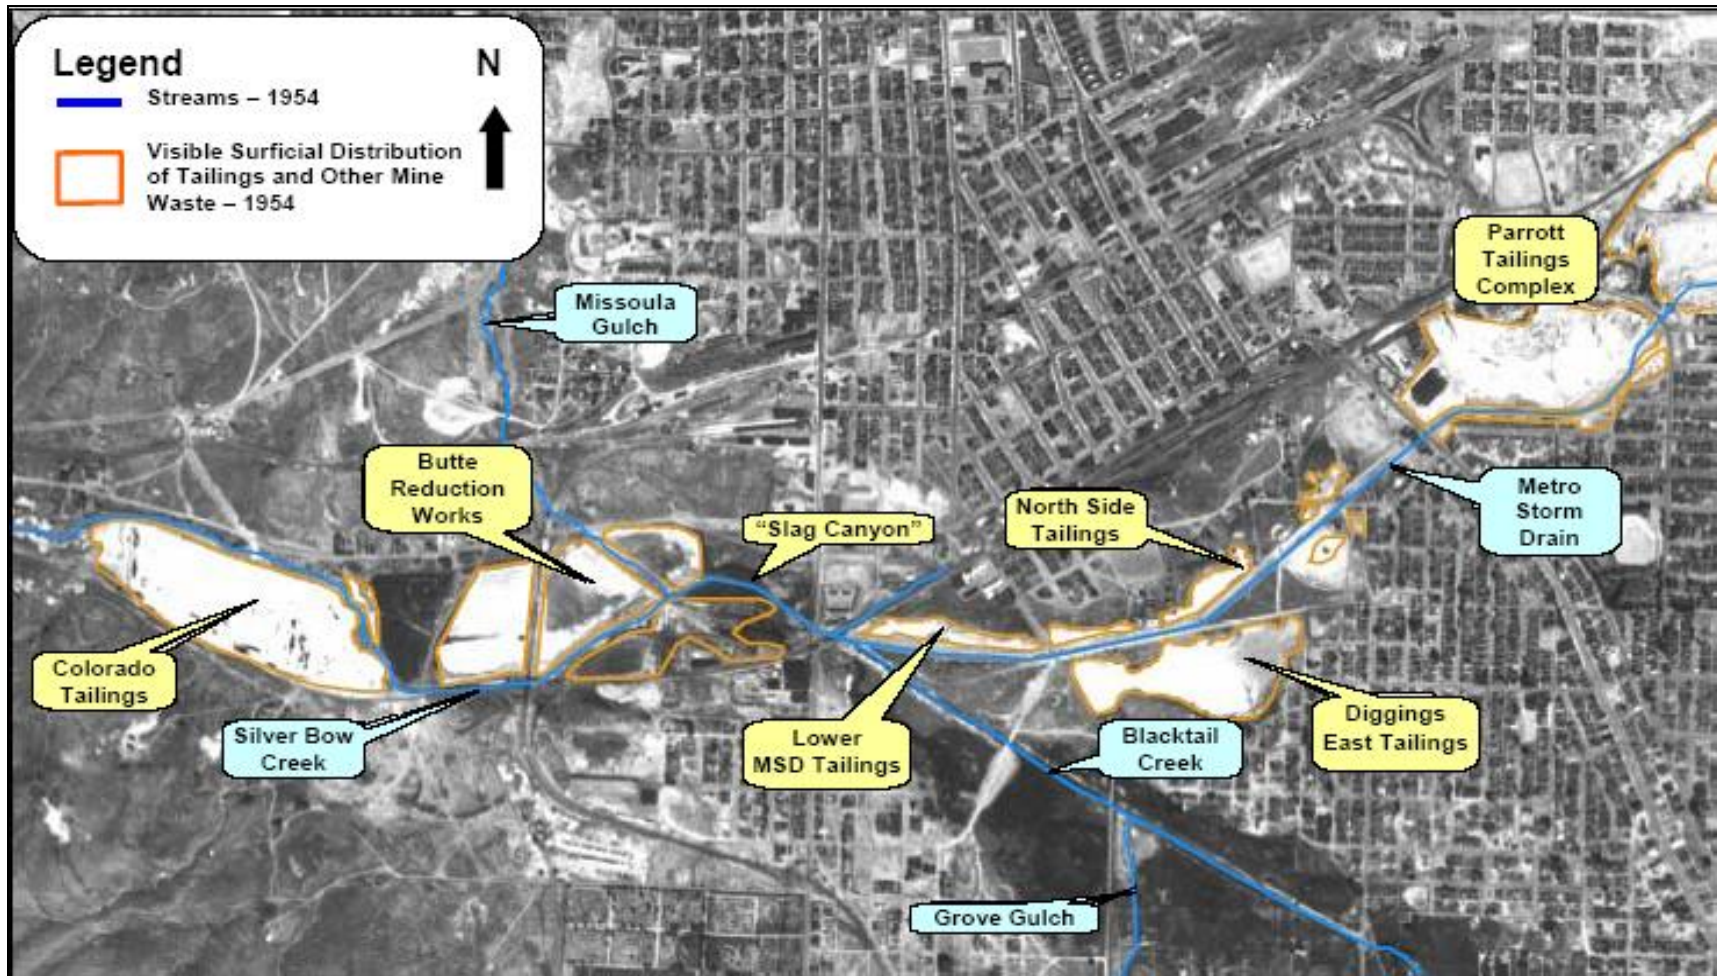 Legend
N
Streams – 1954
Visible Surficial Distribution
of Tailings and Other Mine
Waste – 1954
Parrott
Tailings
Complex
Missoula
Gulch
Butte
Reduction
Works
“Slag Canyon”
North Side
Tailings
Metro
Storm
Drain
Colorado
Tailings
Silver Bow
Creek
Lower
MSD Tailings
Blacktail
Creek
Diggings
East Tailings
Grove Gulch